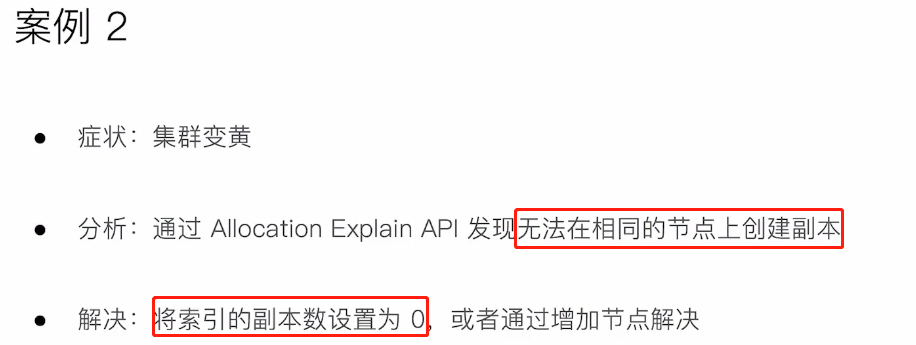 案例 2
● 症状：集群变黄
● 分析：通过 Allocation Explain API 发现无法在相同的节点上创建副本
● 解决：将索引的副本数设置为 0，或者通过增加节点解决